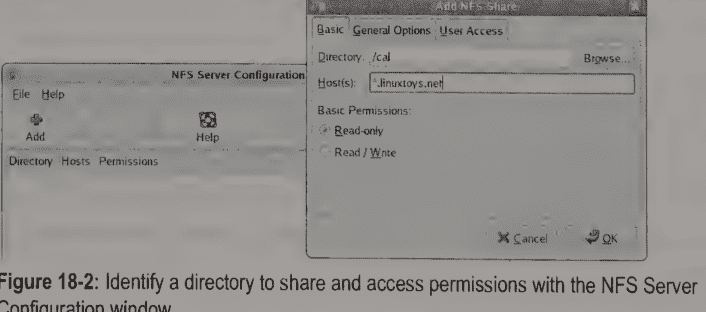 Add NFS Share
Basic General Options User Access
Directory: /cal Browse...
Host(s): *.linuxtoys.net
Basic Permissions:
Read-only
Read / Write
Cancel OK
NFS Server Configuration
File Help
Add Help
Directory Hosts Permissions
Figure 18-2: Identify a directory to share and access permissions with the NFS Server
Configuration window